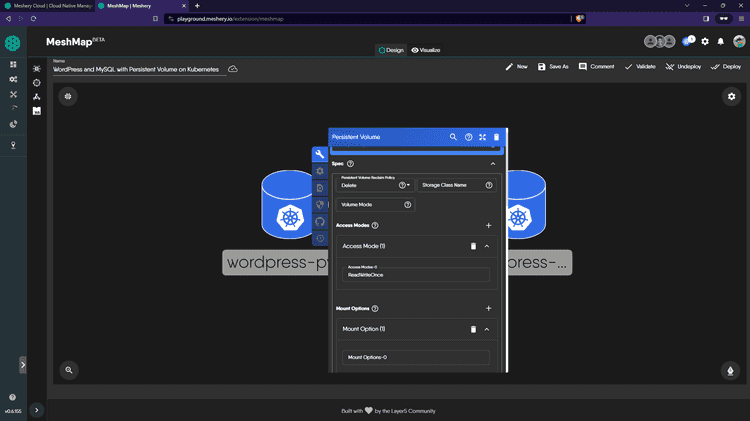 Meshery Cloud | Cloud Native Manag
MeshMap | Meshery
playground.meshery.io/extension/meshmap
MeshMap BETA
Design
Visualize
1
Name
WordPress and MySQL with Persistent Volume on Kubernetes
New
Save As
Comment
Validate
Undeploy
Deploy
Persistent Volume
Spec
Persistent Volume Reclaim Policy
Delete
Storage Class Name
Volume Mode
Access Modes
Access Mode (1)
Access Modes-0
ReadWriteOnce
Mount Options
Mount Option (1)
Mount Options-0
wordpress-p
ress-...
v0.6.155
Built with by the Layer5 Community